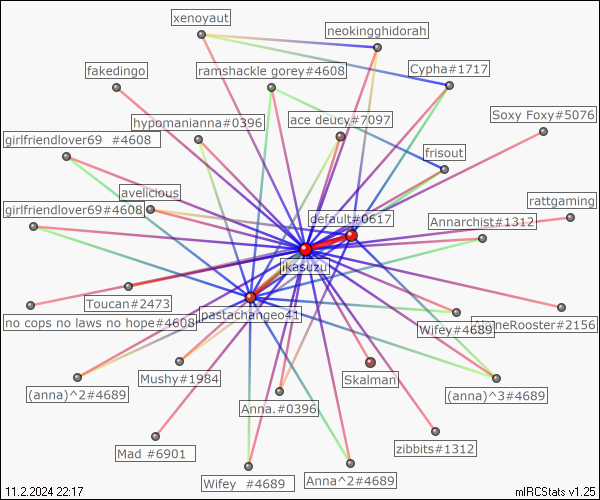 xenoyaut
neokingghidorah
fakedingo
ramshackle gorey#4608
Cypha#1717
Soxy Foxy#5076
hypomanianna#0396
ace deucy#7097
girlfriendlover69 #4608
frisout
avelicious
rattgaming
girlfriendlover69#4608
default#0617
Annarchist#1312
jikasuzu
Toucan#2473
pastachangeo41
no cops no laws no hope#4608
Wifey#4689
neRooster#2156
Mushy#1984
Skalman
(anna)^2#4689
(anna)^3#4689
Anna.#0396
Mad #6901
zibbits#1312
Wifey #4689
Anna^2#4689
11.2.2024 22:17
mIRCStats v1.25